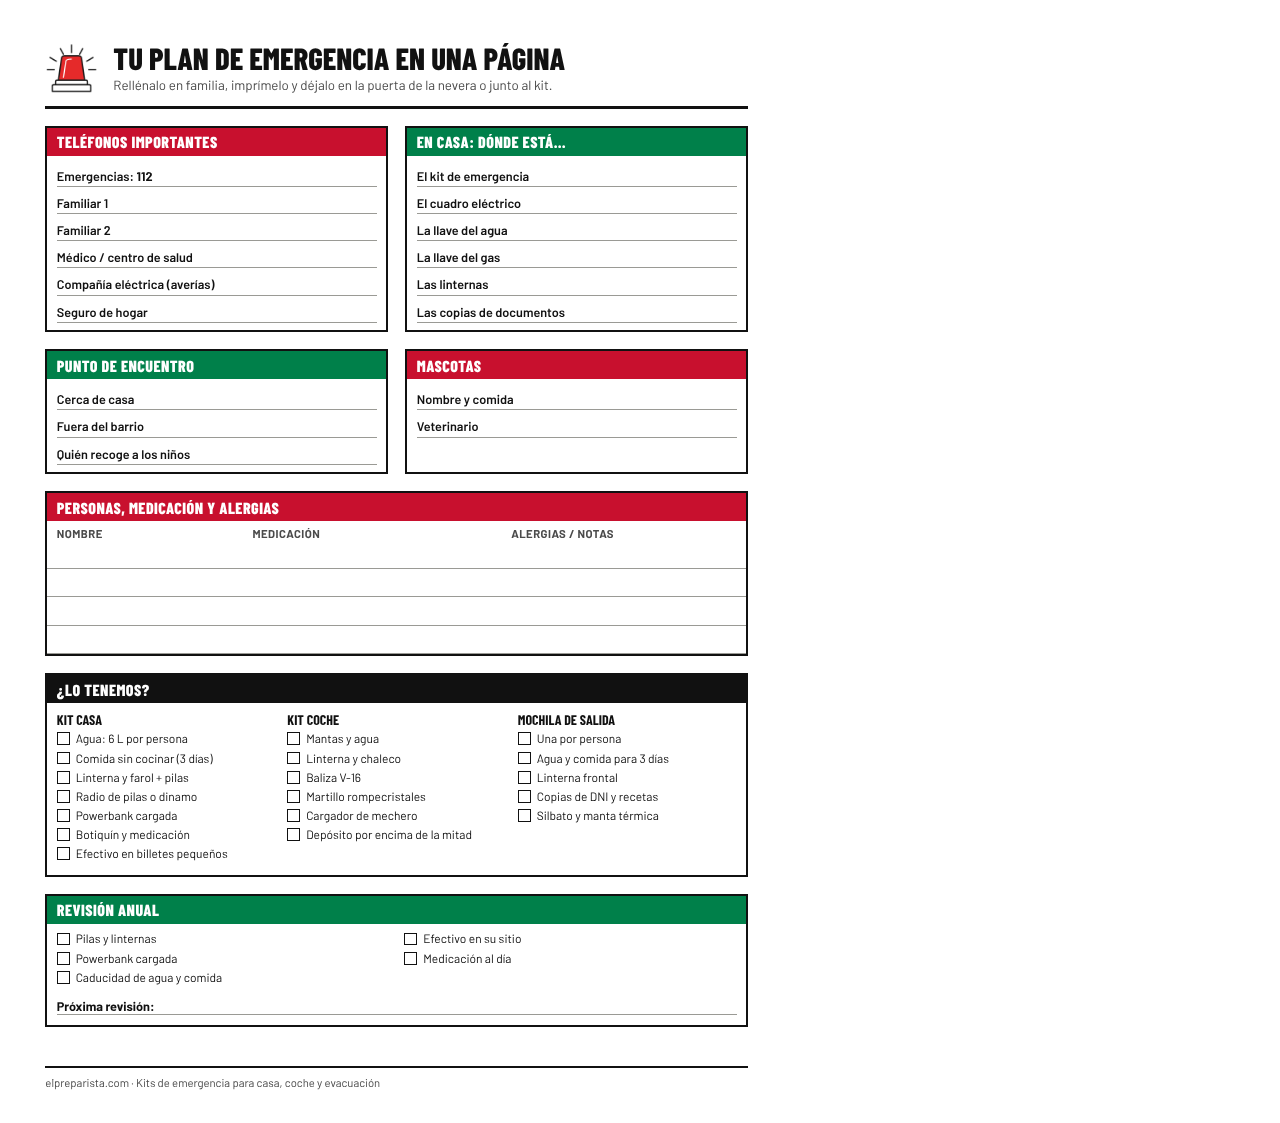 TU PLAN DE EMERGENCIA EN UNA PÁGINA
Rellénalo en familia, imprímelo y déjalo en la puerta de la nevera o junto al kit.
TELÉFONOS IMPORTANTES
Emergencias: 112
Familiar 1
Familiar 2
Médico / centro de salud
Compañía eléctrica (averías)
Seguro de hogar
EN CASA: DÓNDE ESTÁ...
El kit de emergencia
El cuadro eléctrico
La llave del agua
La llave del gas
Las linternas
Las copias de documentos
PUNTO DE ENCUENTRO
Cerca de casa
Fuera del barrio
Quién recoge a los niños
MASCOTAS
Nombre y comida
Veterinario
PERSONAS, MEDICACIÓN Y ALERGIAS
NOMBRE MEDICACIÓN ALERGIAS / NOTAS
¿LO TENEMOS?
KIT CASA
Agua: 6 L por persona
Comida sin cocinar (3 días)
Linterna y farol + pilas
Radio de pilas o dinamo
Powerbank cargada
Botiquín y medicación
Efectivo en billetes pequeños
KIT COCHE
Mantas y agua
Linterna y chaleco
Baliza V-16
Martillo rompecristales
Cargador de mechero
Depósito por encima de la mitad
MOCHILA DE SALIDA
Una por persona
Agua y comida para 3 días
Linterna frontal
Copias de DNI y recetas
Silbato y manta térmica
REVISIÓN ANUAL
Pilas y linternas
Powerbank cargada
Caducidad de agua y comida
Efectivo en su sitio
Medicación al día
Próxima revisión:
elpreparista.com · Kits de emergencia para casa, coche y evacuación